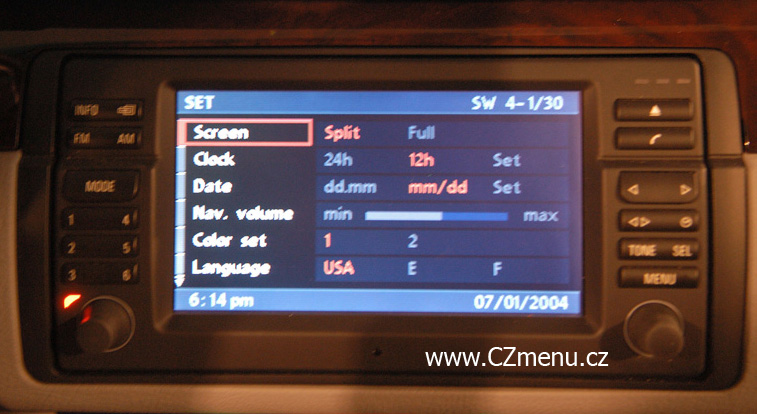 SET SW 4-1/30
Screen Split Full
Clock 24h 12h Set
Date dd.mm mm/dd Set
Nav. volume min max
Color set 1 2
Language USA E F
6:14 pm 07/01/2004
INFO
FM AM
MODE
1 4
2 5
3 6
TONE SEL
MENU
www.CZmenu.cz